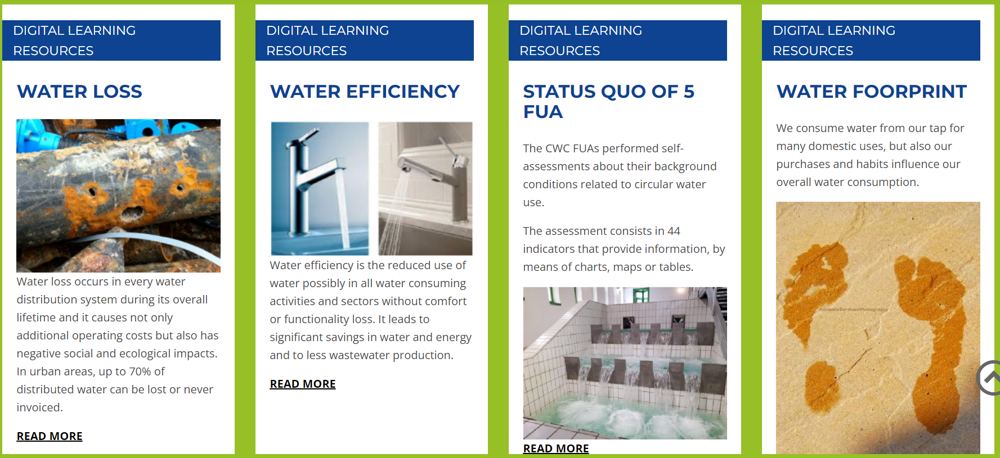 DIGITAL LEARNING
RESOURCES
WATER LOSS
Water loss occurs in every water
distribution system during its overall
lifetime and it causes not only
additional operating costs but also has
negative social and ecological impacts.
In urban areas, up to 70% of
distributed water can be lost or never
invoiced.
READ MORE
DIGITAL LEARNING
RESOURCES
WATER EFFICIENCY
Water efficiency is the reduced use of
water possibly in all water consuming
activities and sectors without comfort
or functionality loss. It leads to
significant savings in water and energy
and to less wastewater production.
READ MORE
DIGITAL LEARNING
RESOURCES
STATUS QUO OF 5
FUA
The CWC FUAs performed self-
assessments about their background
conditions related to circular water
use.
The assessment consists in 44
indicators that provide information, by
means of charts, maps or tables.
READ MORE
DIGITAL LEARNING
RESOURCES
WATER FOORPRINT
We consume water from our tap for
many domestic uses, but also our
purchases and habits influence our
overall water consumption.